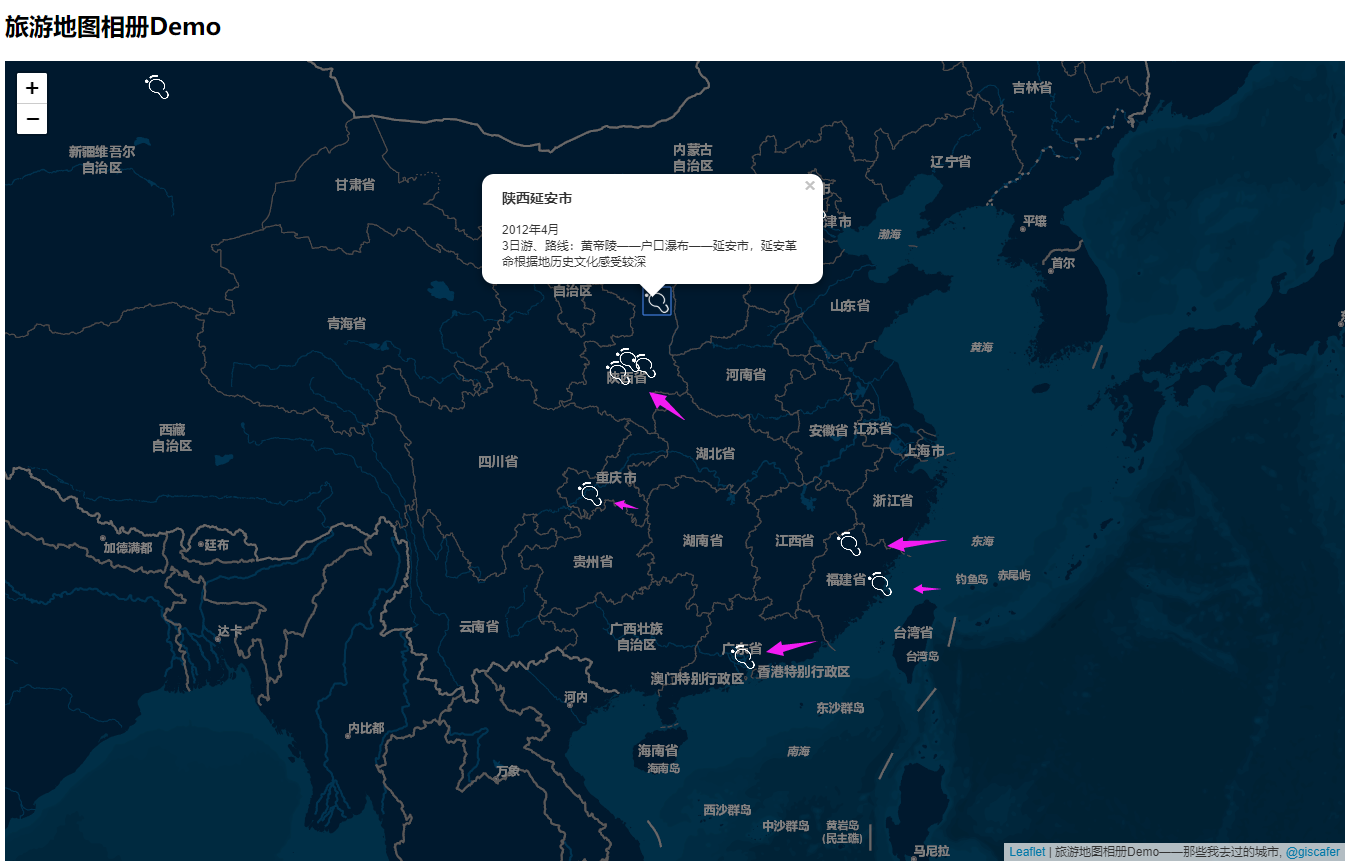 旅游地图相册Demo
+
−
吉林省
新疆维吾尔
自治区
内蒙古
自治区
辽宁省
甘肃省
×
陕西延安市
2012年4月
3日游、路线：黄帝陵——户口瀑布——延安市，延安革
命根据地历史文化感受较深
市
津市
渤海
平壤
首尔
自治区
山东省
青海省
黄海
陕西省
河南省
西藏
自治区
安徽省
江苏省
上海市
四川省
湖北省
重庆市
浙江省
加德满都
廷布
湖南省
江西省
东海
贵州省
福建省
钓鱼岛
赤尾屿
达卡
云南省
广西壮族
自治区
台湾省
广东省
台湾岛
澳门特别行政区
香港特别行政区
河内
东沙群岛
内比都
海南省
南海
海南岛
万象
西沙群岛
中沙群岛
黄岩岛
(民主礁)
马尼拉
Leaflet | 旅游地图相册Demo——那些我去过的城市, @giscafer